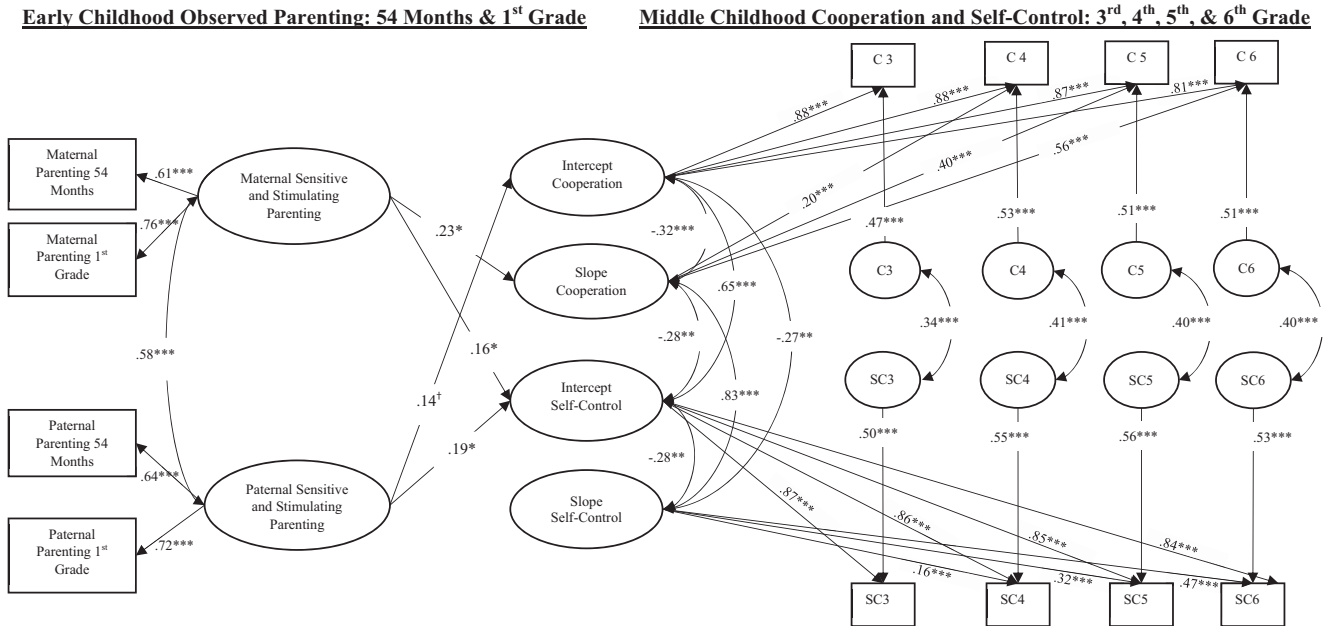 Early Childhood Observed Parenting: 54 Months & 1st Grade
Middle Childhood Cooperation and Self-Control: 3rd, 4th, 5th, & 6th Grade
C 3
C 4
C 5
C 6
.88***
.88***
.87***
.81***
.20***
.40***
.56***
Maternal
Parenting 54
Months
.61***
Maternal
Parenting 1st
Grade
.76***
Maternal Sensitive
and Stimulating
Parenting
.58***
Paternal
Parenting 54
Months
.64***
Paternal
Parenting 1st
Grade
.72***
Paternal Sensitive
and Stimulating
Parenting
.23*
.16*
.14†
.19*
Intercept
Cooperation
Slope
Cooperation
Intercept
Self-Control
Slope
Self-Control
-.32***
.65***
-.28**
-.27**
.83***
-.28**
.47***
.53***
.51***
.51***
C3
C4
C5
C6
.34***
.41***
.40***
.40***
SC3
SC4
SC5
SC6
.50***
.55***
.56***
.53***
.87***
.86***
.85***
.84***
.16***
.32***
.47***
SC3
SC4
SC5
SC6